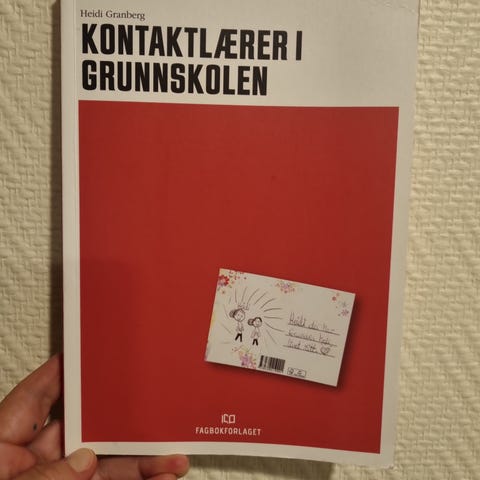 Heidi Granberg
KONTAKTLÆRER I
GRUNNSKOLEN
FAGBOKFORLAGET